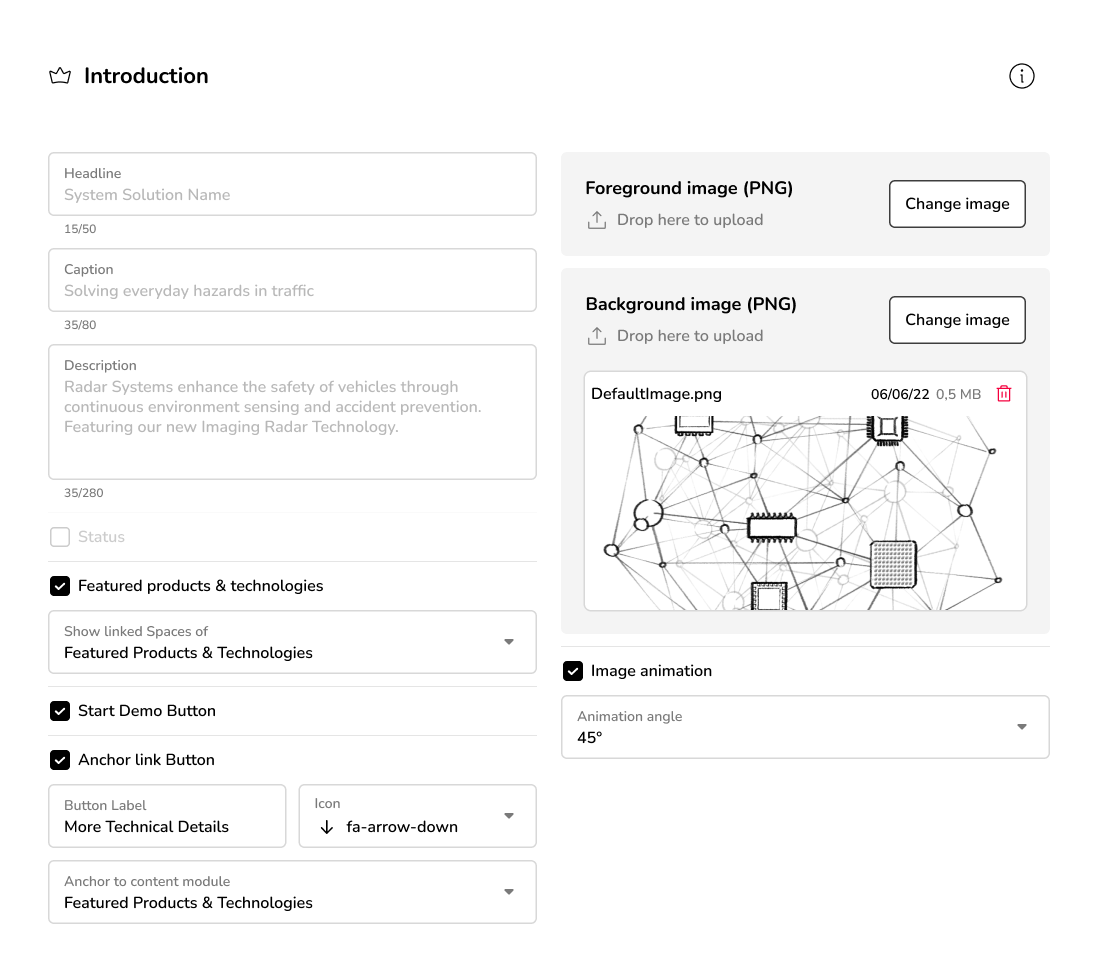 Introduction
Headline
System Solution Name
15/50
Caption
Solving everyday hazards in traffic
35/80
Description
Radar Systems enhance the safety of vehicles through
continuous environment sensing and accident prevention.
Featuring our new Imaging Radar Technology.
35/280
Status
Featured products & technologies
Show linked Spaces of
Featured Products & Technologies
Start Demo Button
Anchor link Button
Button Label
More Technical Details
Icon
fa-arrow-down
Anchor to content module
Featured Products & Technologies
Foreground image (PNG)
Drop here to upload
Change image
Background image (PNG)
Drop here to upload
Change image
DefaultImage.png 06/06/22 0,5 MB
Image animation
Animation angle
45°